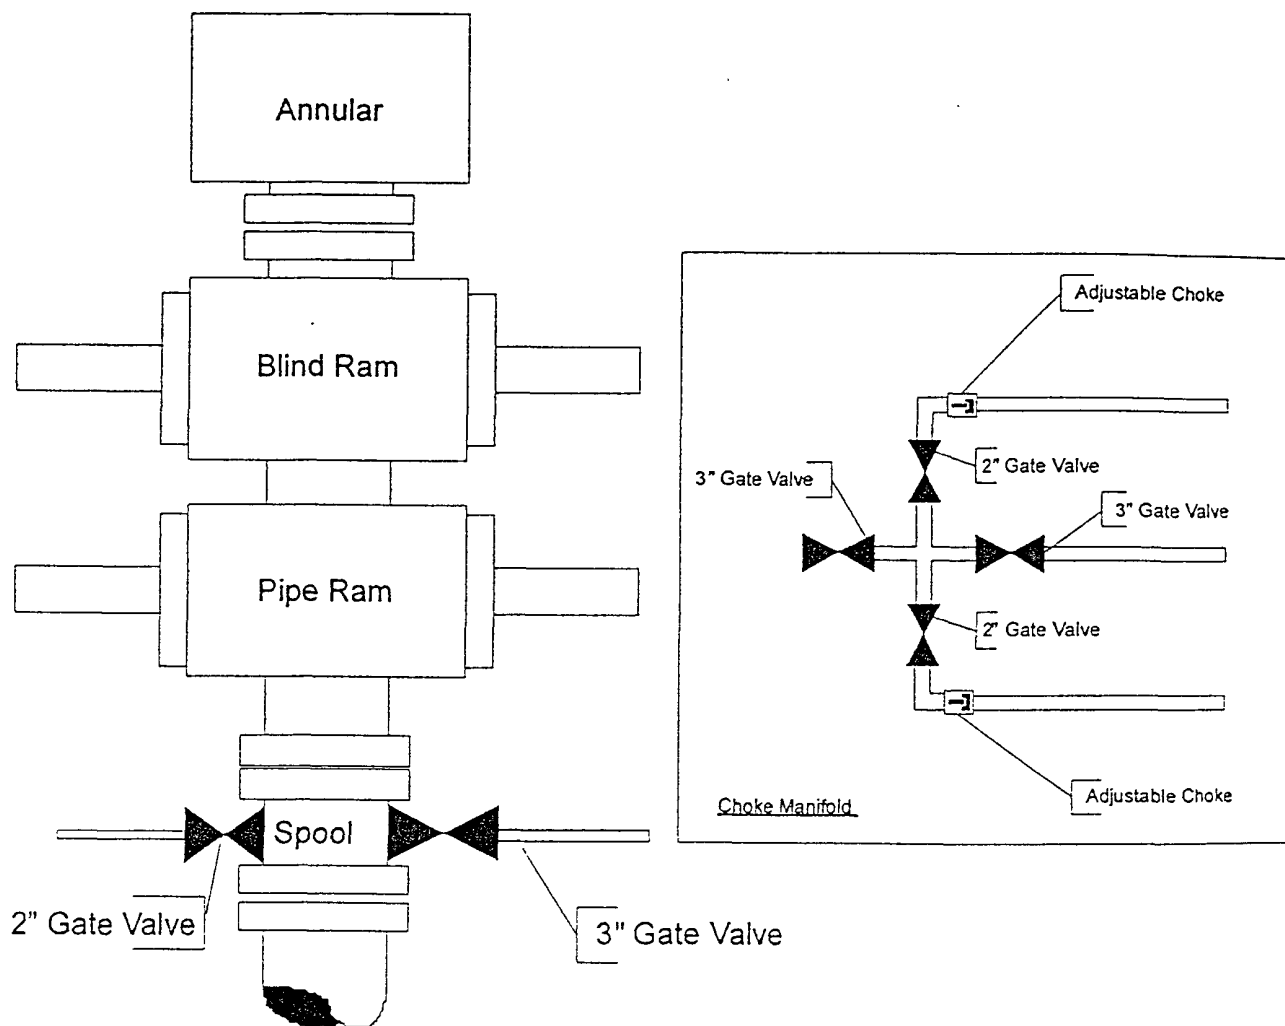 Annular
Blind Ram
Pipe Ram
Spool
2" Gate Valve
3" Gate Valve
Adjustable Choke
2" Gate Valve
3" Gate Valve
3" Gate Valve
2" Gate Valve
Adjustable Choke
Choke Manifold